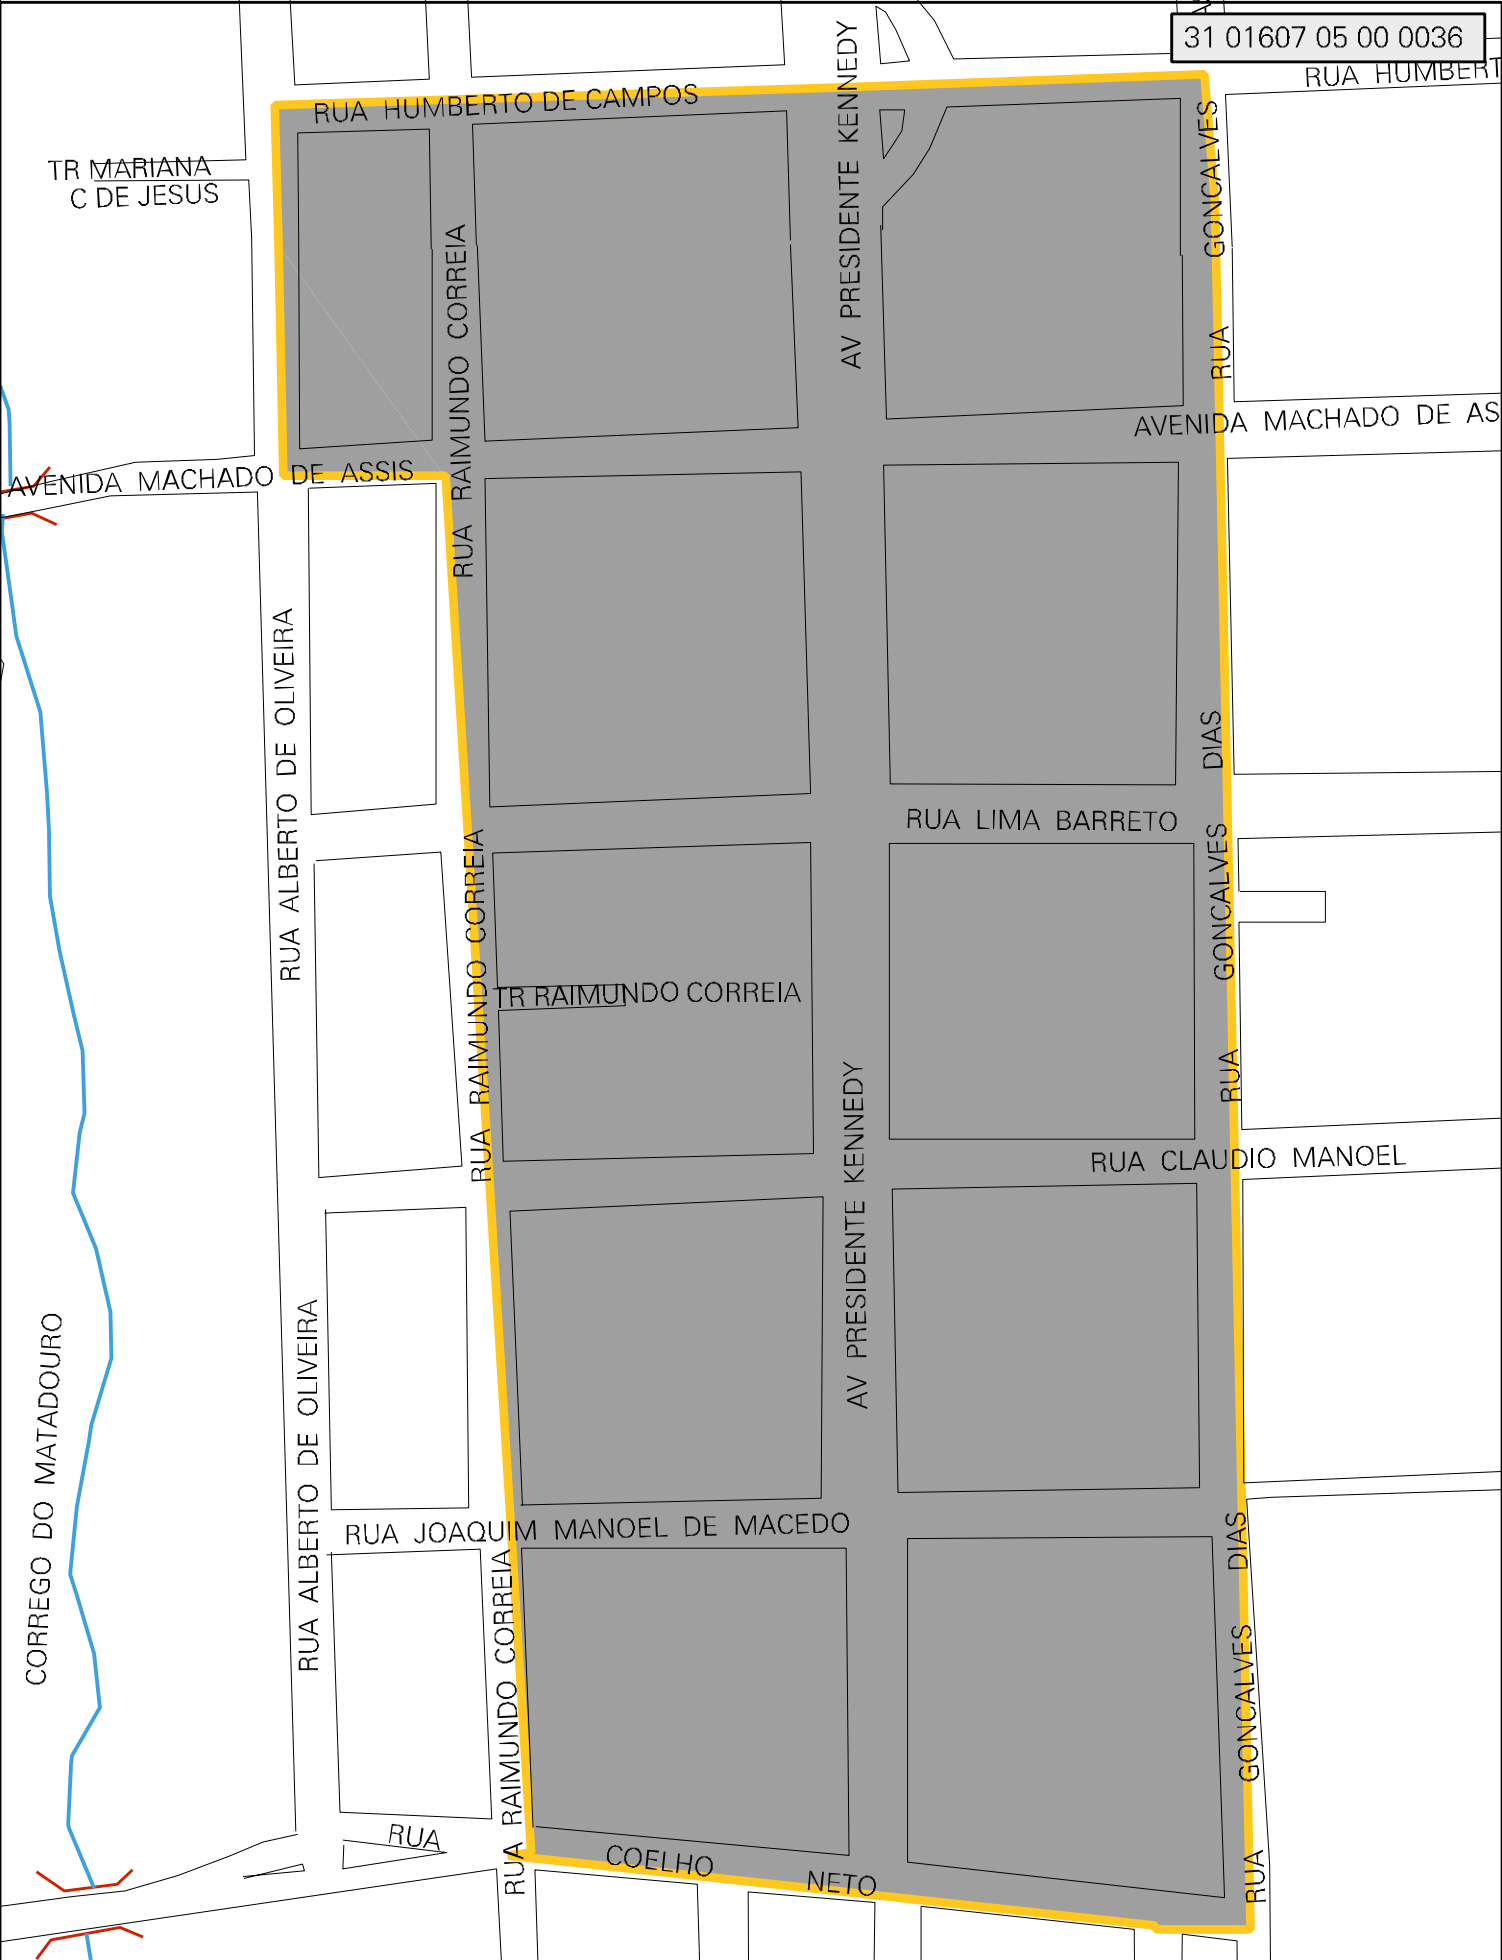 31 01607 05 00 0036
RUA HUMBERT
RUA HUMBERTO DE CAMPOS
TR MARIANA
C DE JESUS
AV PRESIDENTE KENNEDY
RUA GONCALVES
RUA RAIMUNDO CORREIA
AVENIDA MACHADO DE AS
AVENIDA MACHADO DE ASSIS
RUA ALBERTO DE OLIVEIRA
DIAS
RUA LIMA BARRETO
RUA RAIMUNDO CORREIA
RUA GONCALVES
TR RAIMUNDO CORREIA
AV PRESIDENTE KENNEDY
RUA CLAUDIO MANOEL
CORREGO DO MATADOURO
RUA ALBERTO DE OLIVEIRA
RUA JOAQUIM MANOEL DE MACEDO
DIAS
RUA RAIMUNDO CORREIA
RUA GONCALVES
RUA
COELHO
NETO